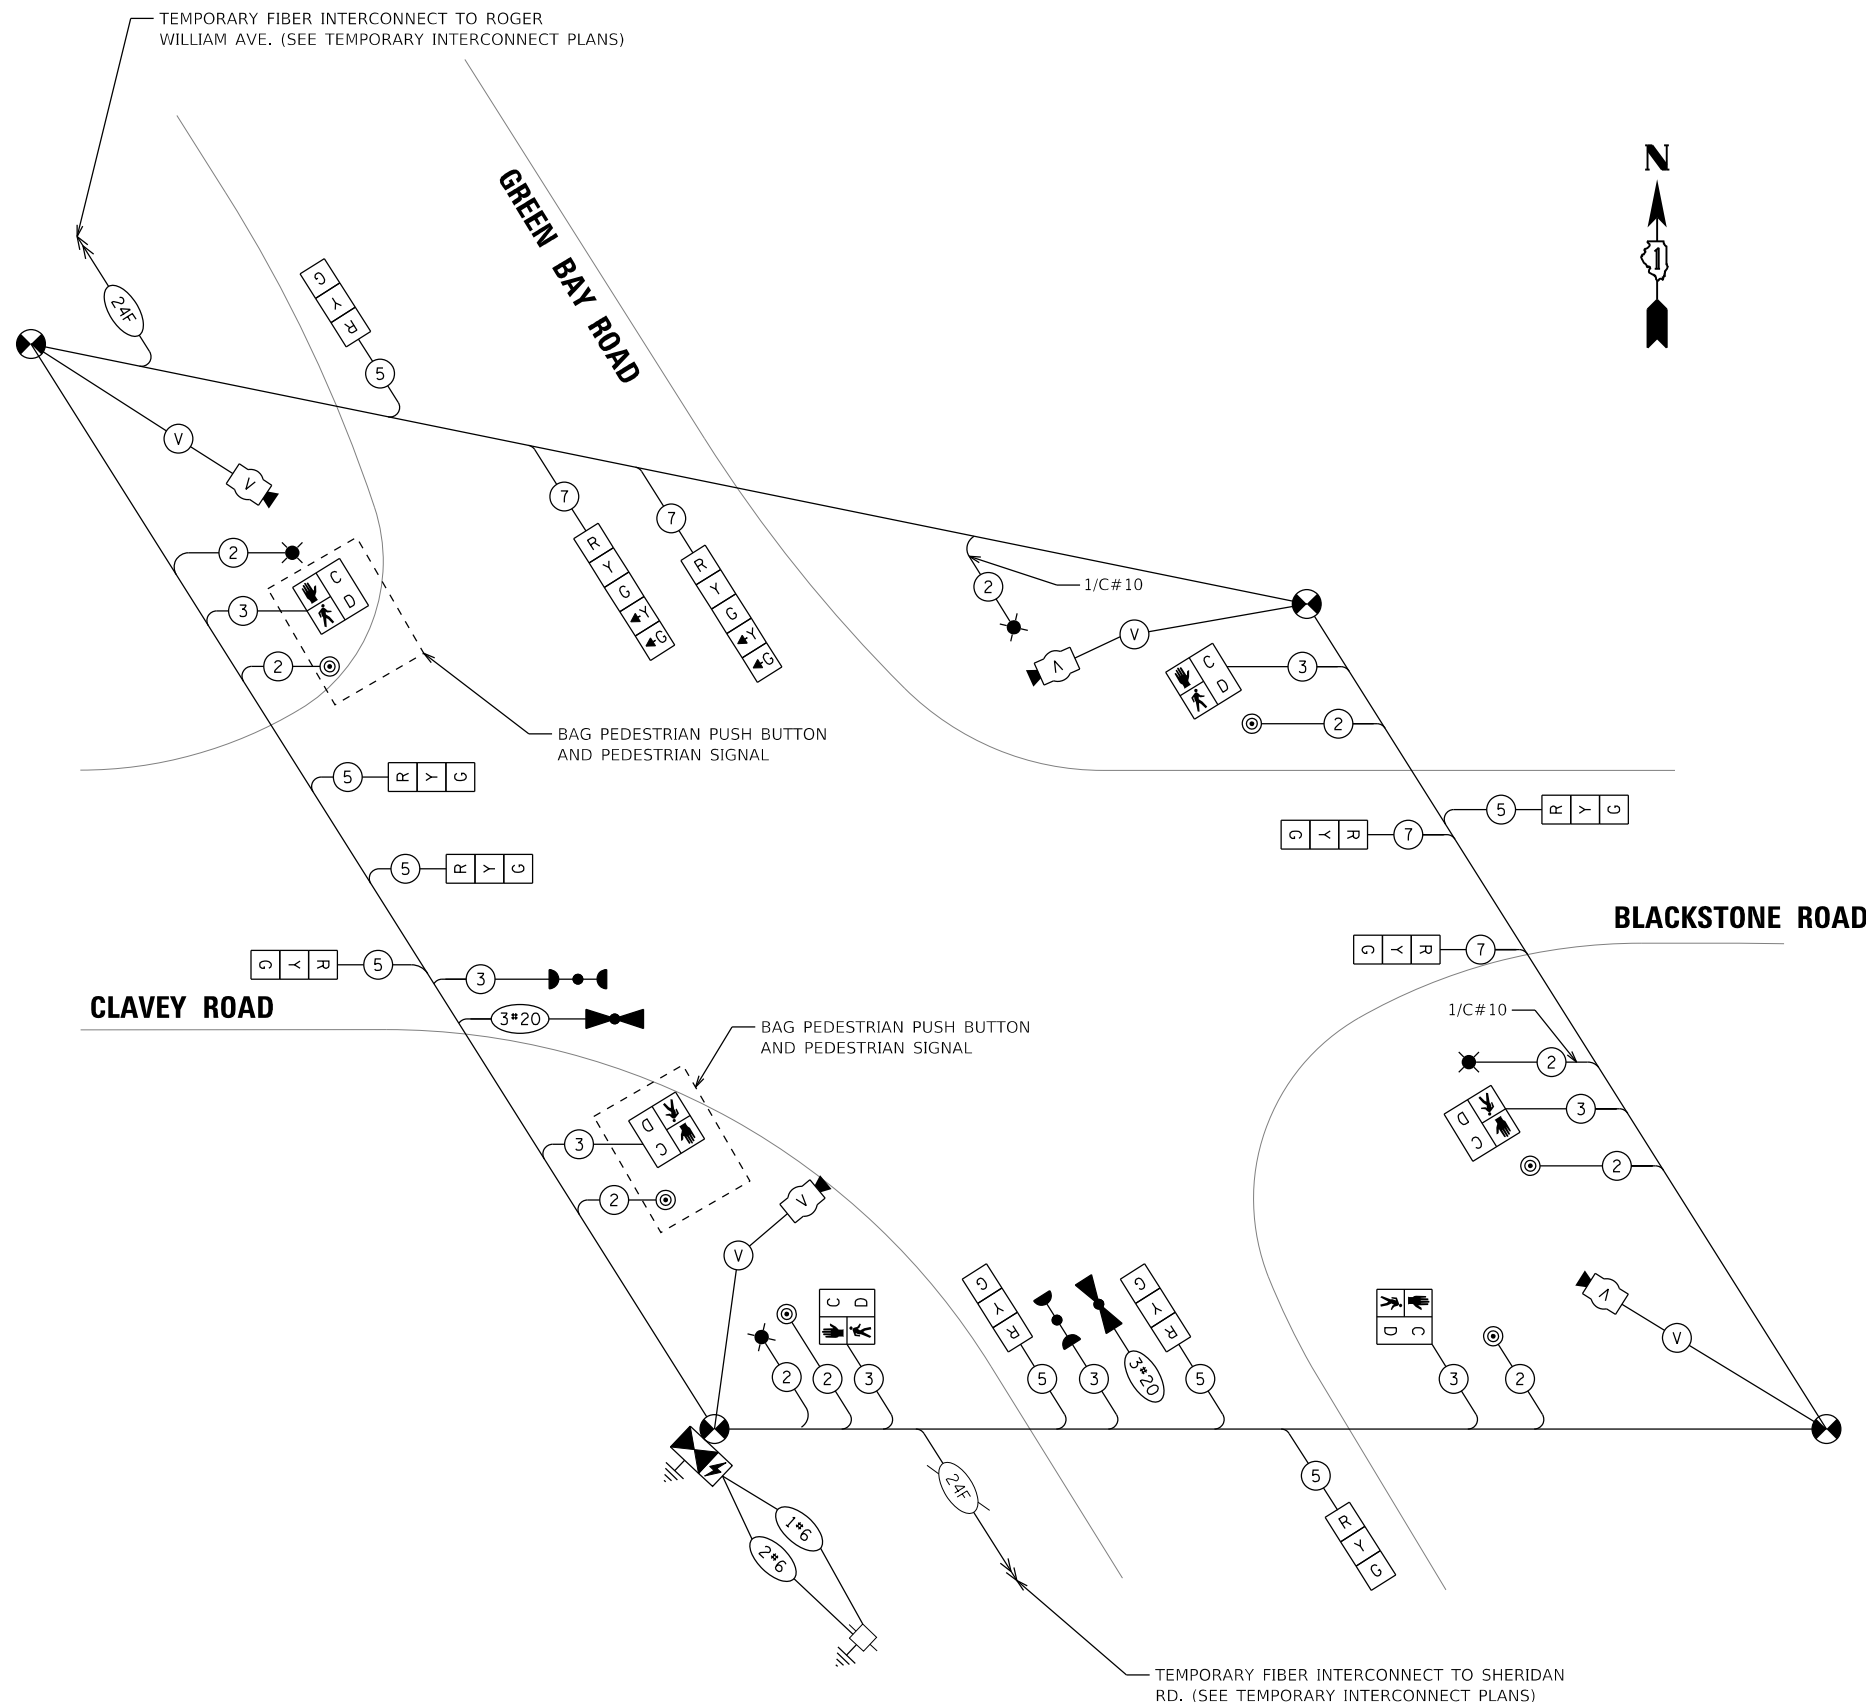 TEMPORARY FIBER INTERCONNECT TO ROGER
WILLIAM AVE. (SEE TEMPORARY INTERCONNECT PLANS)
GREEN BAY ROAD
N
1
24F
G Y R
5
V
V
7
R Y G Y G
7
R Y G Y G
2
1/C#10
V
V
2
3
C
D
2
BAG PEDESTRIAN PUSH BUTTON
AND PEDESTRIAN SIGNAL
3
C
D
2
5
R Y G
5
R Y G
5
R Y G
G Y R
7
BLACKSTONE ROAD
G Y R
7
G Y R
5
3
3#20
CLAVEY ROAD
1/C#10
2
BAG PEDESTRIAN PUSH BUTTON
AND PEDESTRIAN SIGNAL
3
D
C
2
3
D
C
2
V
V
2
2
C D
3
G Y R
5
3
3#20
G Y R
5
D C
3
2
V
V
24F
5
R Y G
1#6
2#6
TEMPORARY FIBER INTERCONNECT TO SHERIDAN
RD. (SEE TEMPORARY INTERCONNECT PLANS)